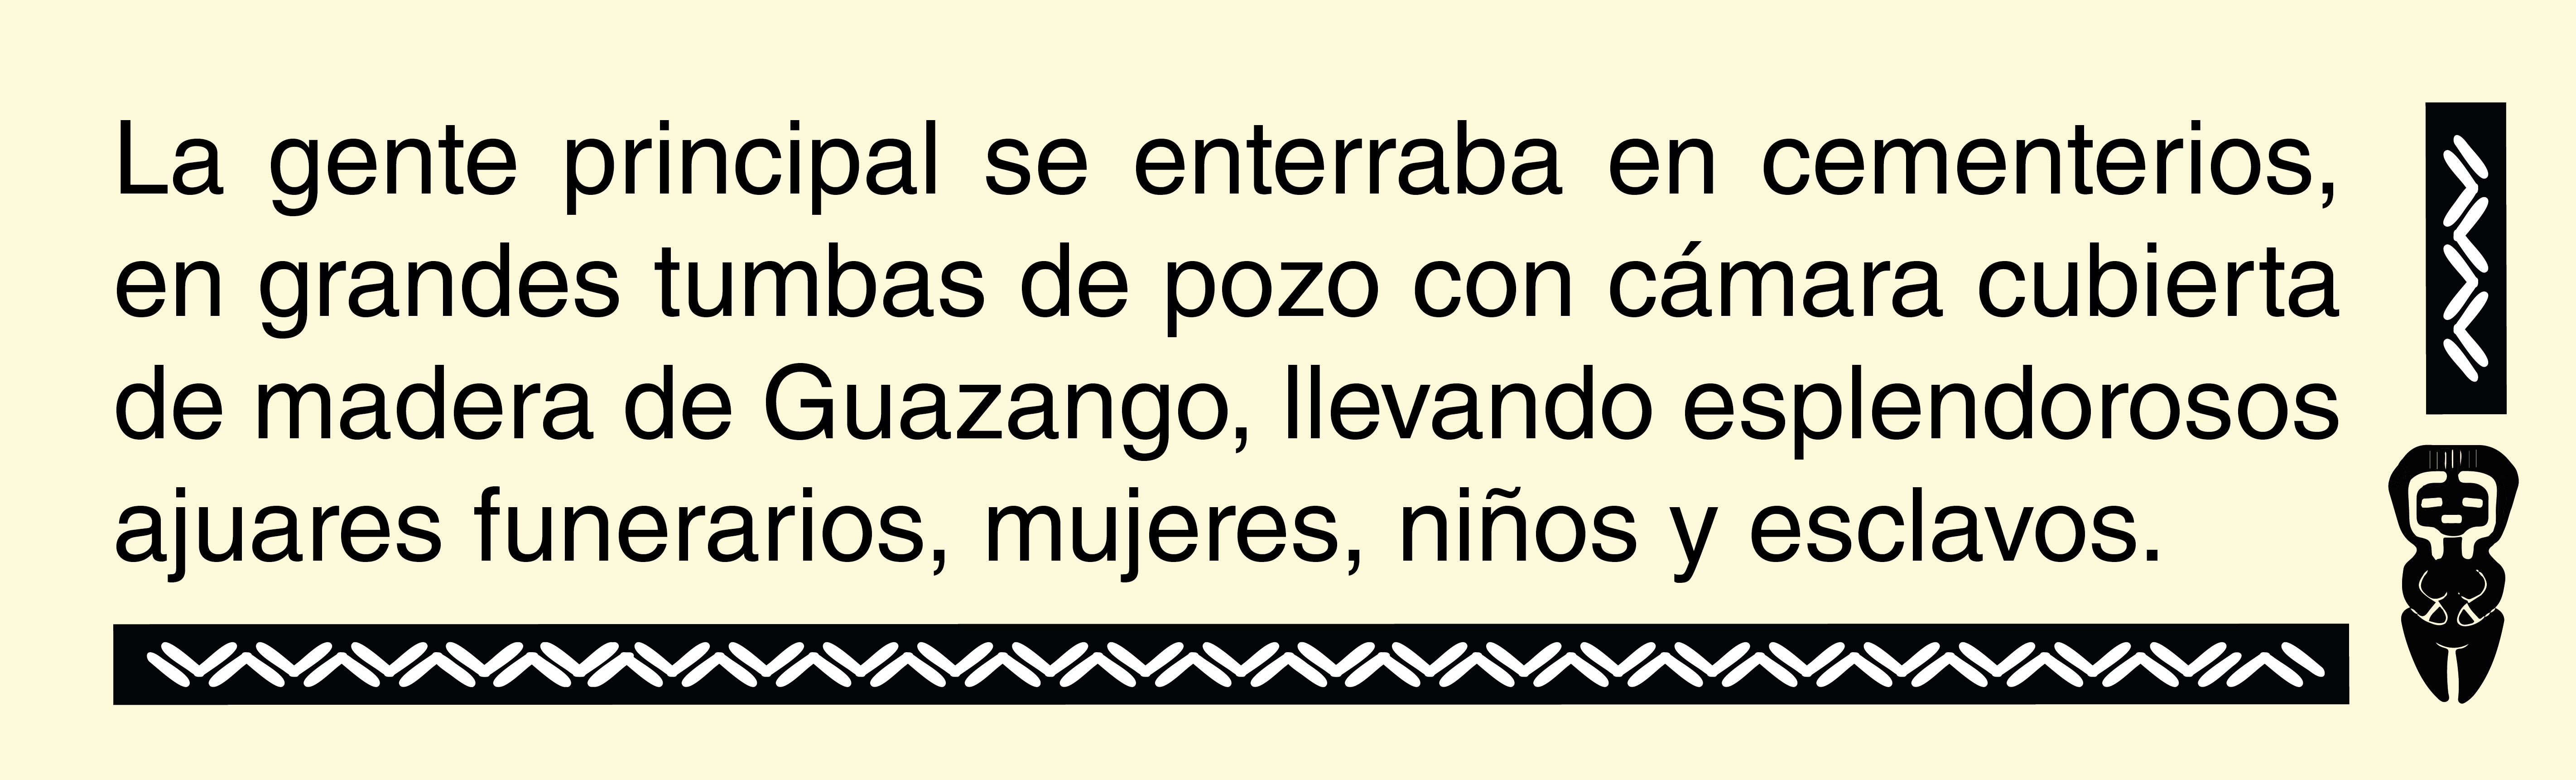 La gente principal se enterraba en cementerios,
en grandes tumbas de pozo con cámara cubierta
de madera de Guazango, llevando esplendorosos
ajuares funerarios, mujeres, niños y esclavos.